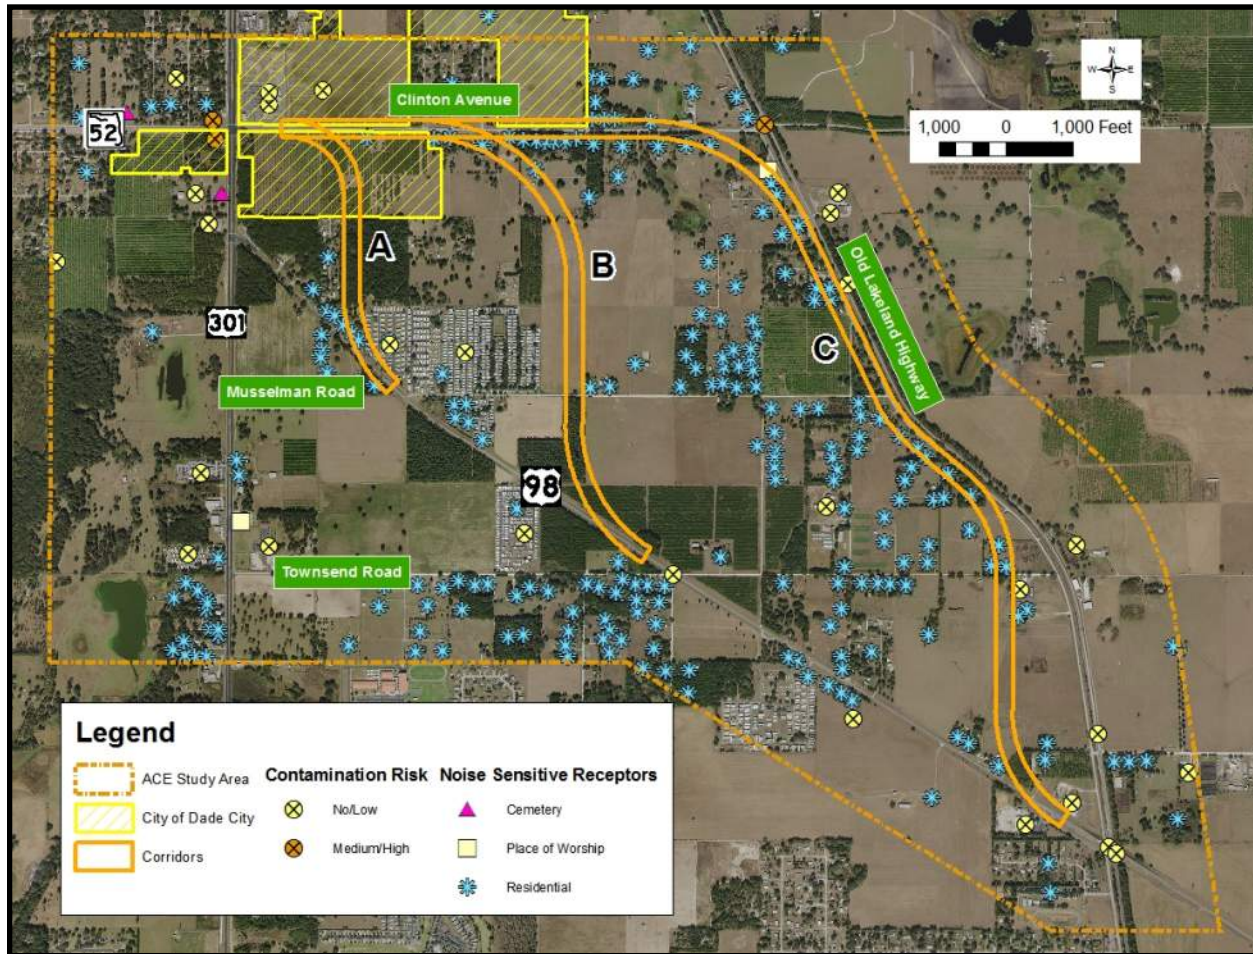 N
W E
S
Clinton Avenue
52
1,000 0 1,000 Feet
A
B
Old Lakeland Highway
301
C
Musselman Road
98
Townsend Road
Legend
ACE Study Area
City of Dade City
Corridors
Contamination Risk
No/Low
Medium/High
Noise Sensitive Receptors
Cemetery
Place of Worship
Residential